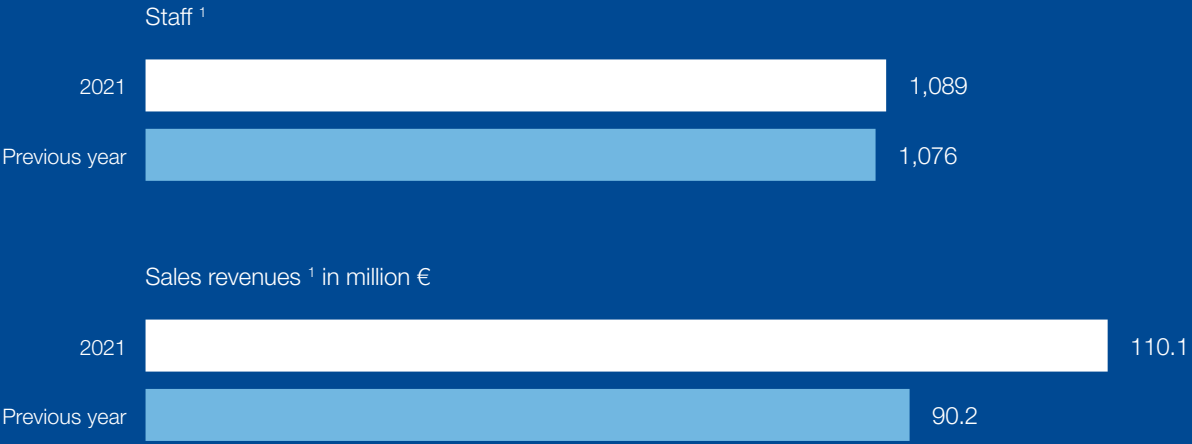 Staff ¹
2021 1,089
Previous year 1,076
Sales revenues ¹ in million €
2021 110.1
Previous year 90.2